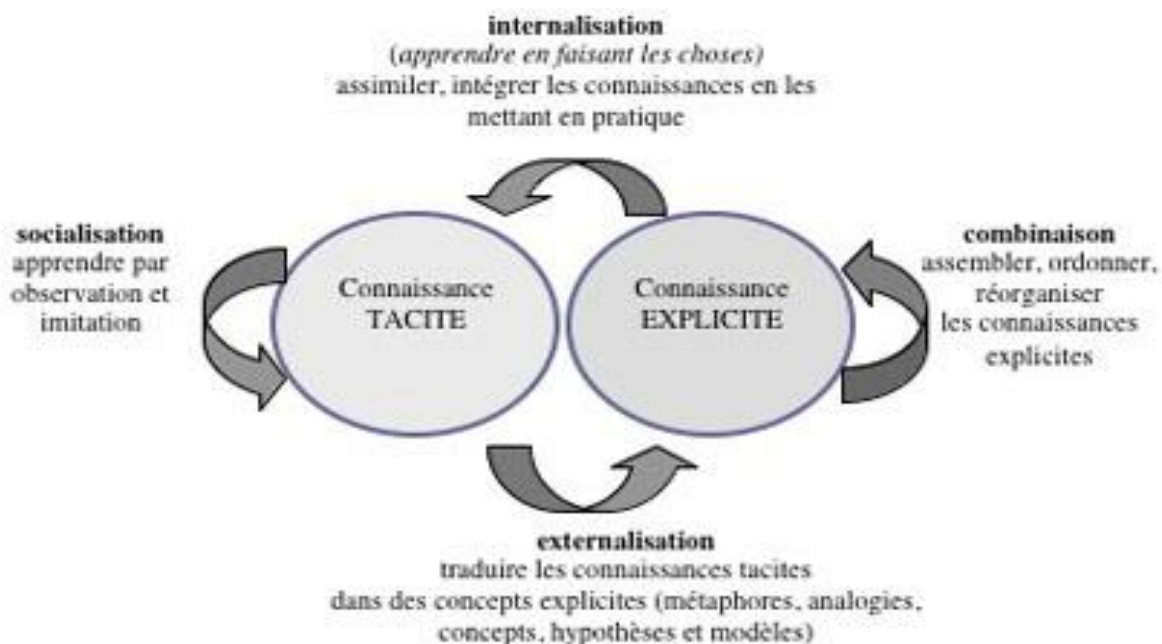 internalisation
(apprendre en faisant les choses)
assimiler, intégrer les connaissances en les
mettant en pratique
socialisation
apprendre par
observation et
imitation
Connaissance
TACITE
Connaissance
EXPLICITE
combinaison
assembler, ordonner,
réorganiser
les connaissances
explicites
externalisation
traduire les connaissances tacites
dans des concepts explicites (métaphores, analogies,
concepts, hypothèses et modèles)